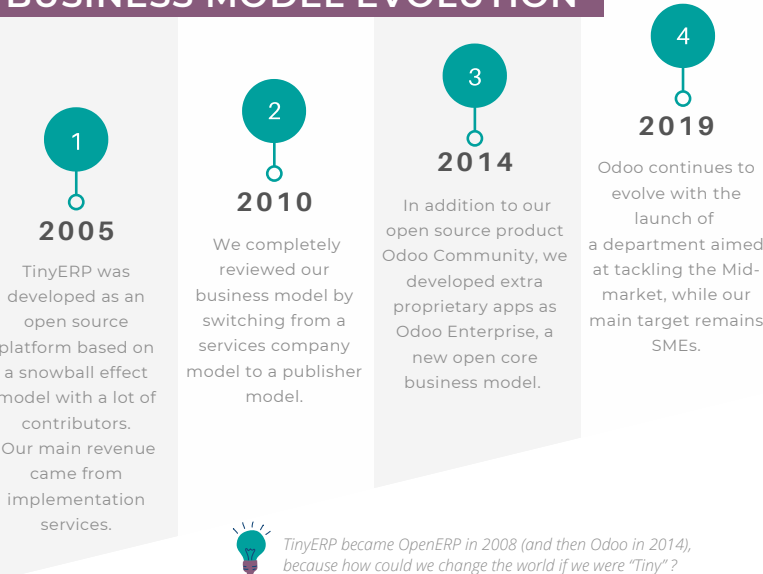 BUSINESS MODEL EVOLUTION
1
2005
TinyERP was
developed as an
open source
platform based on
a snowball effect
model with a lot of
contributors.
Our main revenue
came from
implementation
services.
2
2010
We completely
reviewed our
business model by
switching from a
services company
model to a publisher
model.
3
2014
In addition to our
open source product
Odoo Community, we
developed extra
proprietary apps as
Odoo Enterprise, a
new open core
business model.
4
2019
Odoo continues to
evolve with the
launch of
a department aimed
at tackling the Mid-
market, while our
main target remains
SMEs.
TinyERP became OpenERP in 2008 (and then Odoo in 2014),
because how could we change the world if we were “Tiny” ?